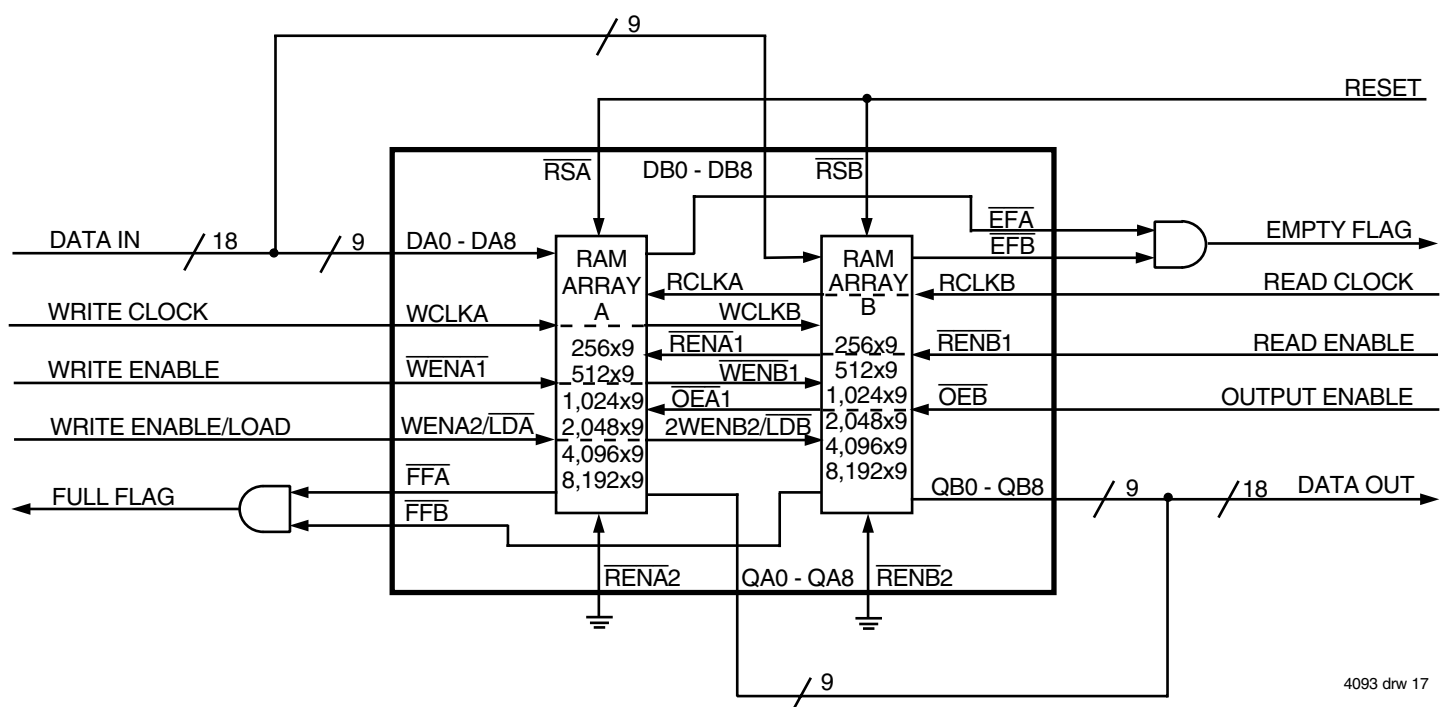 9
RESET
RSA
DB0 - DB8
RSB
DATA IN
18
9
DA0 - DA8
EFA
EFB
EMPTY FLAG
RAM
ARRAY
A
RAM
ARRAY
B
RCLKA
RCLKB
READ CLOCK
WRITE CLOCK
WCLKA
WCLKB
256x9
512x9
1,024x9
2,048x9
4,096x9
8,192x9
RENA1
256x9
512x9
1,024x9
2,048x9
4,096x9
8,192x9
RENB1
READ ENABLE
WRITE ENABLE
WENA1
WENB1
OEA1
OEB
OUTPUT ENABLE
WRITE ENABLE/LOAD
WENA2/LDA
2WENB2/LDB
FFA
FULL FLAG
FFB
QB0 - QB8
9
18
DATA OUT
RENA2
QA0 - QA8
RENB2
9
4093 drw 17